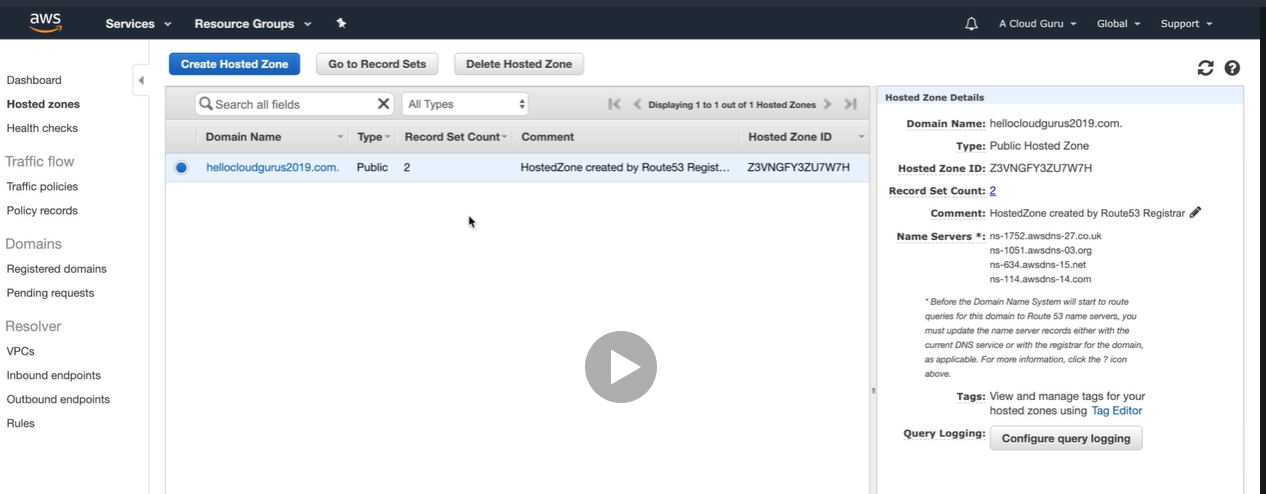 aws Services Resource Groups A Cloud Guru Global Support
Dashboard
Hosted zones
Health checks
Traffic flow
Traffic policies
Policy records
Domains
Registered domains
Pending requests
Resolver
VPCs
Inbound endpoints
Outbound endpoints
Rules
Create Hosted Zone Go to Record Sets Delete Hosted Zone
Search all fields All Types Displaying 1 to 1 out of 1 Hosted Zones
Domain Name Type Record Set Count Comment Hosted Zone ID
hellocloudgurus2019.com. Public 2 HostedZone created by Route53 Regist... Z3VNGFY3ZU7W7H
Hosted Zone Details
Domain Name: hellocloudgurus2019.com.
Type: Public Hosted Zone
Hosted Zone ID: Z3VNGFY3ZU7W7H
Record Set Count: 2
Comment: HostedZone created by Route53 Registrar
Name Servers *: ns-1752.awsdns-27.co.uk
ns-1051.awsdns-03.org
ns-634.awsdns-15.net
ns-114.awsdns-14.com
* Before the Domain Name System will start to route
queries for this domain to Route 53 name servers, you
must update the name server records either with the
current DNS service or with the registrar for the domain,
as applicable. For more information, click the ? icon
above.
Tags: View and manage tags for your
hosted zones using Tag Editor
Query Logging: Configure query logging